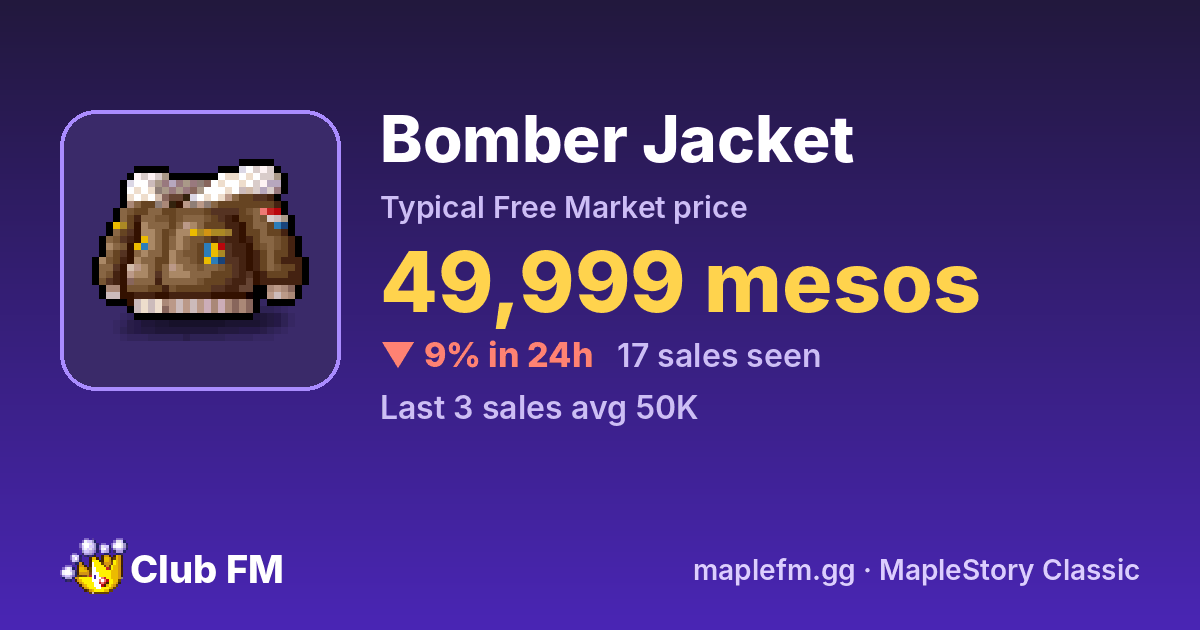 Bomber Jacket
Typical Free Market price
49,999 mesos
▼ 9% in 24h 17 sales seen
Last 3 sales avg 50K
Club FM
maplefm.gg · MapleStory Classic